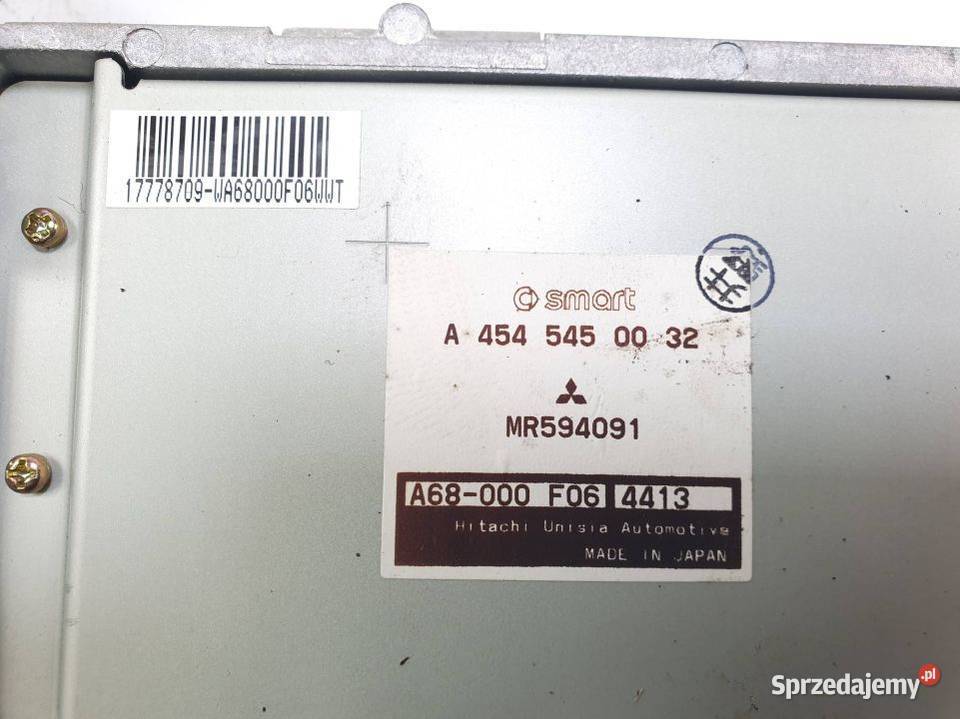 17778709-WA68000F06WWT
smart
A 454 545 00 32
MR594091
A68-000 F06 4413
Hitachi Unisia Automotive
MADE IN JAPAN
Sprzedajemy.pl